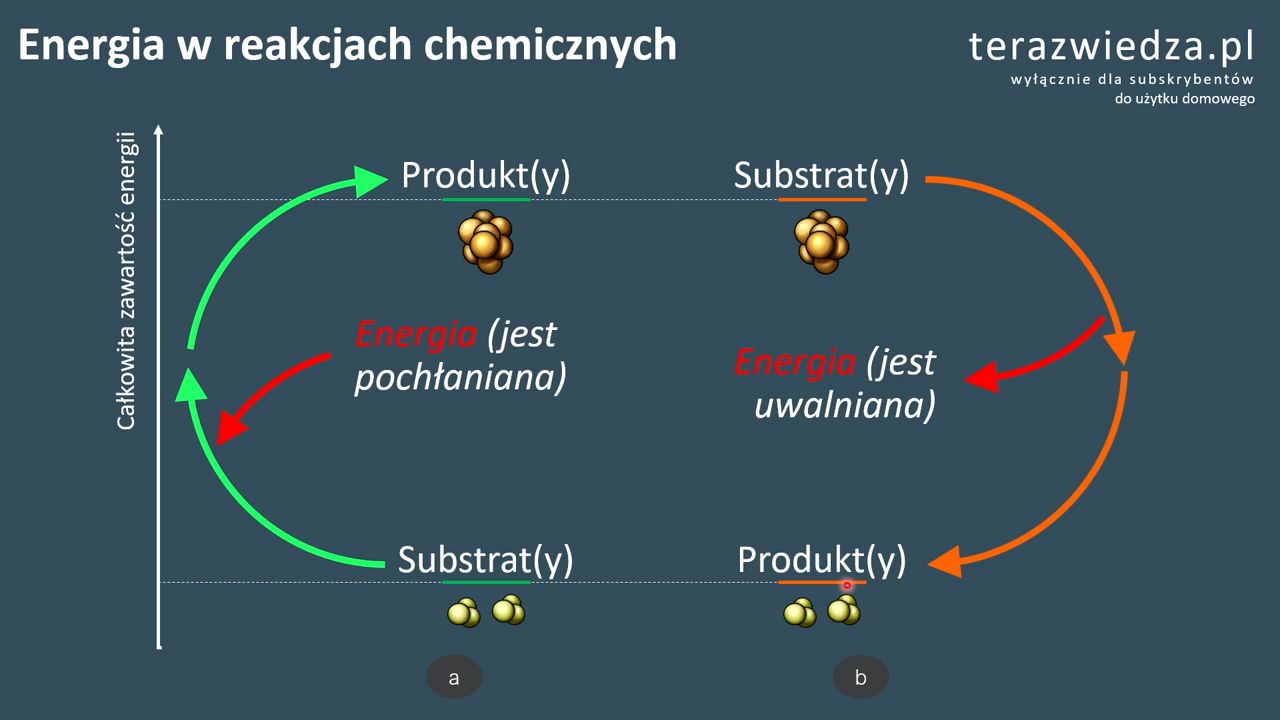 Energia w reakcjach chemicznych
terazwiedza.pl
wyłącznie dla subskrybentów
do użytku domowego
Całkowita zawartość energii
Produkt(y)
Substrat(y)
Energia (jest
pochłaniana)
Energia (jest
uwalniana)
Substrat(y)
Produkt(y)
a
b